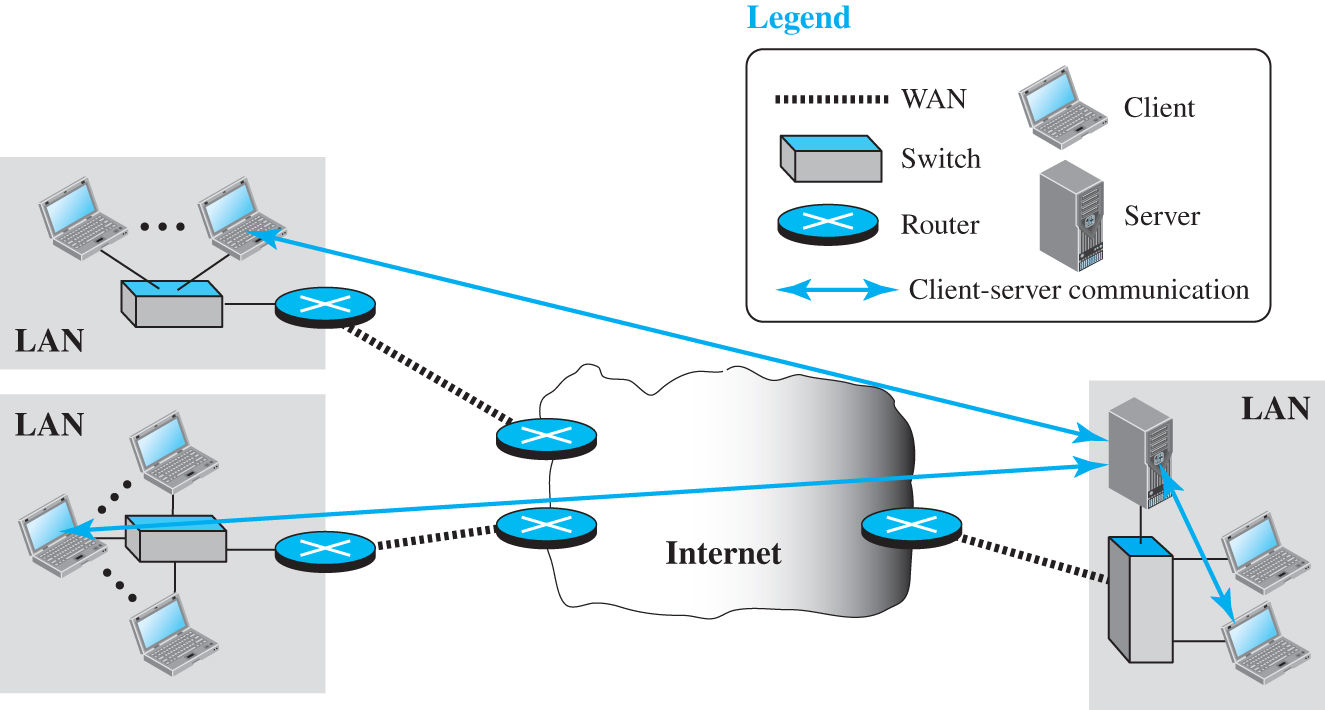 Legend
WAN
Client
Switch
Router
Server
Client-server communication
LAN
LAN
LAN
Internet